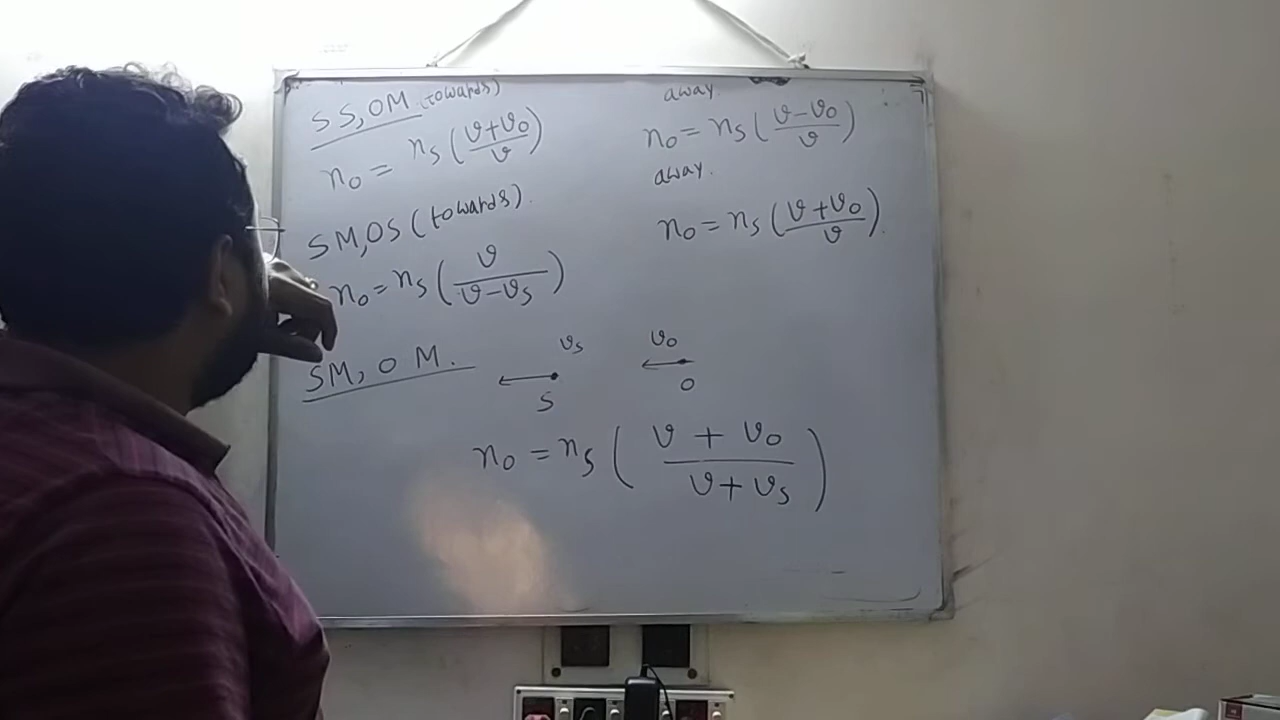 SS,OM (towards)
n₀ = nₛ(v+v₀/v)
away
n₀ = nₛ(v-v₀/v)
SM,OS (towards).
n₀ = nₛ(v/v-vₛ)
away.
n₀ = nₛ(v+v₀/v).
SM, OM.
vₛ
v₀
S
O
n₀ = nₛ(v + v₀/v + vₛ)